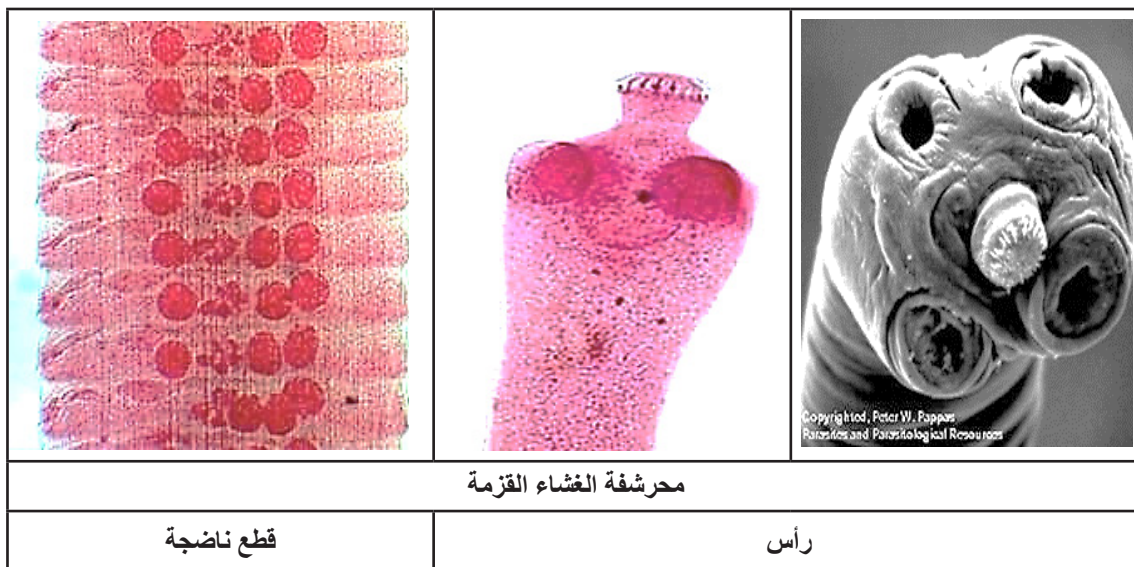 Copyrighted, Peter W. Pappas
Parasites and Parasitological Resources
محرشفة الغشاء القزمة
رأس
قطع ناضجة